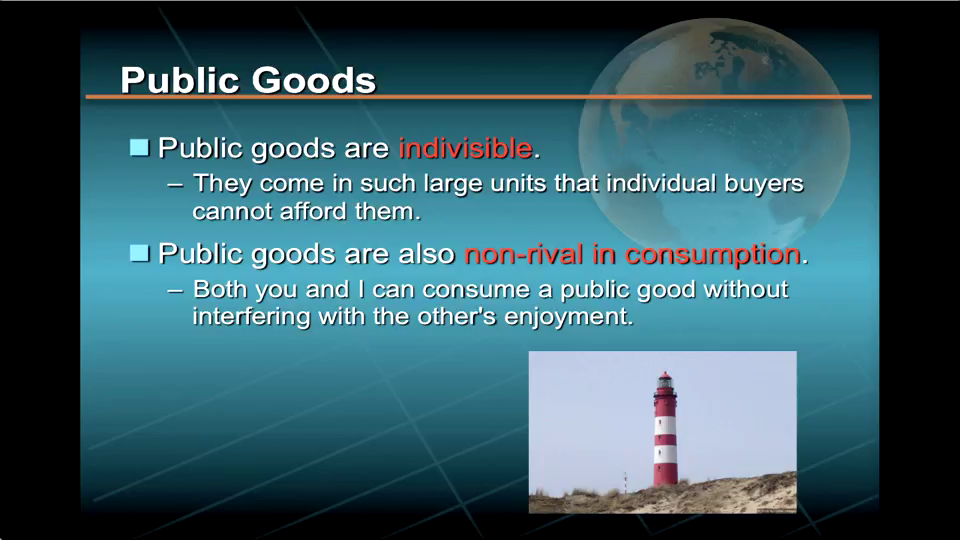 Public Goods
Public goods are indivisible.
– They come in such large units that individual buyers
cannot afford them.
Public goods are also non-rival in consumption.
– Both you and I can consume a public good without
interfering with the other's enjoyment.